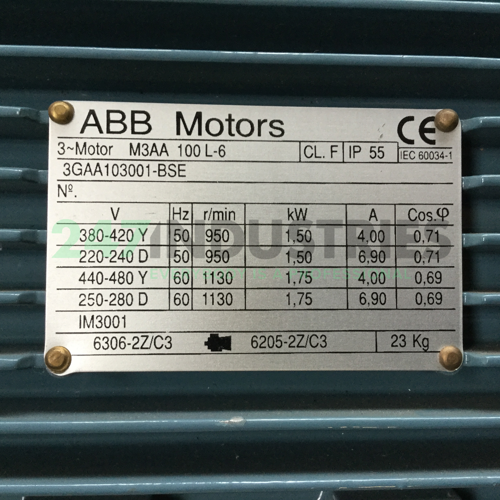 ABB Motors
CE
3~Motor M3AA 100 L-6 CL. F IP 55 IEC 60034-1
3GAA103001-BSE
Nº.
V Hz r/min kW A Cos.φ
380-420 Y 50 950 1,50 4,00 0,71
220-240 D 50 950 1,50 6,90 0,71
440-480 Y 60 1130 1,75 4,00 0,69
250-280 D 60 1130 1,75 6,90 0,69
IM3001
6306-2Z/C3 6205-2Z/C3 23 Kg
247INDUSTRIES